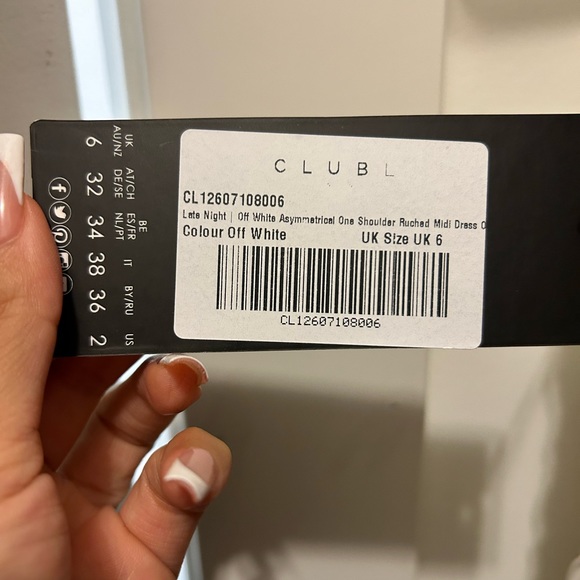 CLUB L
CL12607108006
Late Night | Off White Asymmetrical One Shoulder Ruched Midi Dress
Colour Off White UK Size UK 6
CL12607108006
UK AU/NZ 6
AT/CH DE/SE 32
BE ES/FR NL/PT 34
IT 38
BY/RU 36
US 2